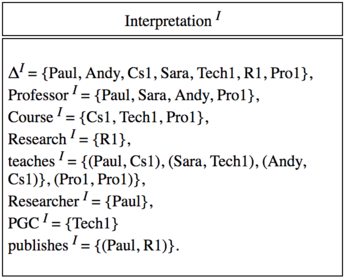 Interpretation I
Δ^I = {Paul, Andy, Cs1, Sara, Tech1, R1, Pro1},
Professor^I = {Paul, Sara, Andy, Pro1},
Course^I = {Cs1, Tech1, Pro1},
Research^I = {R1},
teaches^I = {(Paul, Cs1), (Sara, Tech1), (Andy,
Cs1)}, (Pro1, Pro1)},
Researcher^I = {Paul},
PGC^I = {Tech1}
publishes^I = {(Paul, R1)}.